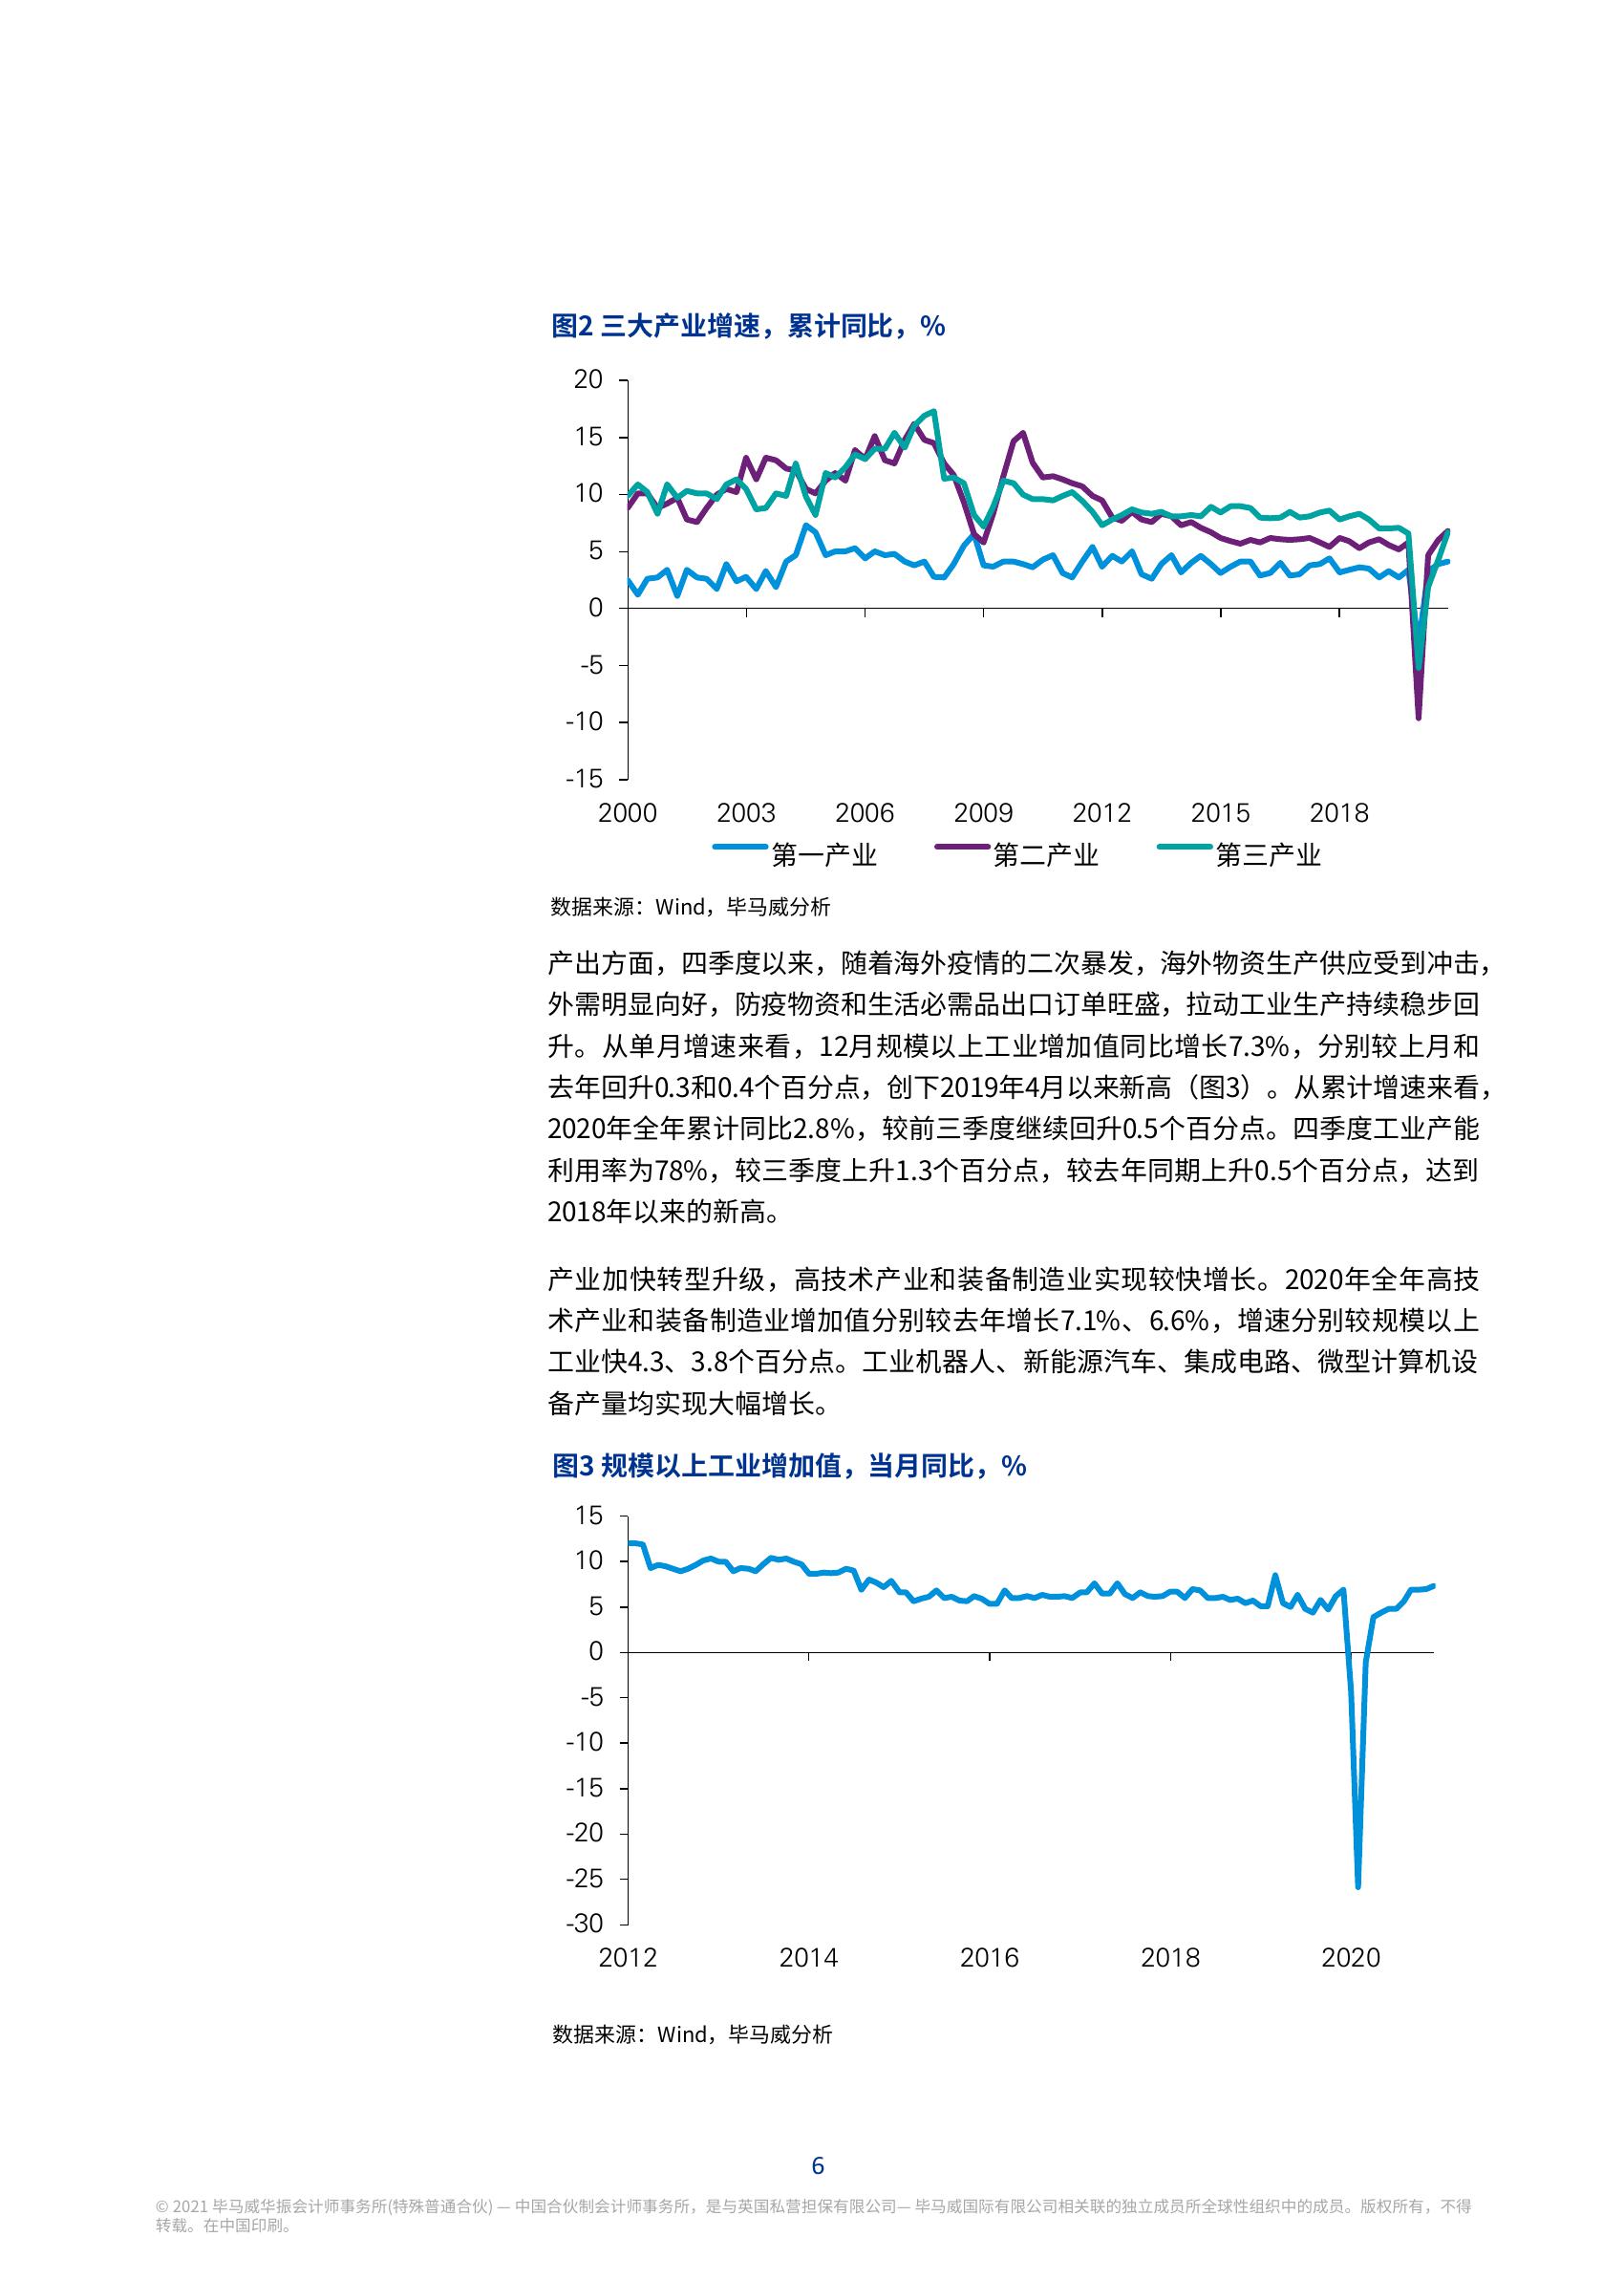 图2 三大产业增速，累计同比，%
20
15
10
5
0
-5
-10
-15
2000 2003 2006 2009 2012 2015 2018
第一产业 第二产业 第三产业
数据来源：Wind，毕马威分析
产出方面，四季度以来，随着海外疫情的二次暴发，海外物资生产供应受到冲击，
外需明显向好，防疫物资和生活必需品出口订单旺盛，拉动工业生产持续稳步回
升。从单月增速来看，12月规模以上工业增加值同比增长7.3%，分别较上月和
去年回升0.3和0.4个百分点，创下2019年4月以来新高（图3）。从累计增速来看，
2020年全年累计同比2.8%，较前三季度继续回升0.5个百分点。四季度工业产能
利用率为78%，较三季度上升1.3个百分点，较去年同期上升0.5个百分点，达到
2018年以来的新高。
产业加快转型升级，高技术产业和装备制造业实现较快增长。2020年全年高技
术产业和装备制造业增加值分别较去年增长7.1%、6.6%，增速分别较规模以上
工业快4.3、3.8个百分点。工业机器人、新能源汽车、集成电路、微型计算机设
备产量均实现大幅增长。
图3 规模以上工业增加值，当月同比，%
15
10
5
0
-5
-10
-15
-20
-25
-30
2012 2014 2016 2018 2020
数据来源：Wind，毕马威分析
6
© 2021 毕马威华振会计师事务所(特殊普通合伙) — 中国合伙制会计师事务所，是与英国私营担保有限公司— 毕马威国际有限公司相关联的独立成员所全球性组织中的成员。版权所有，不得
转载。在中国印刷。